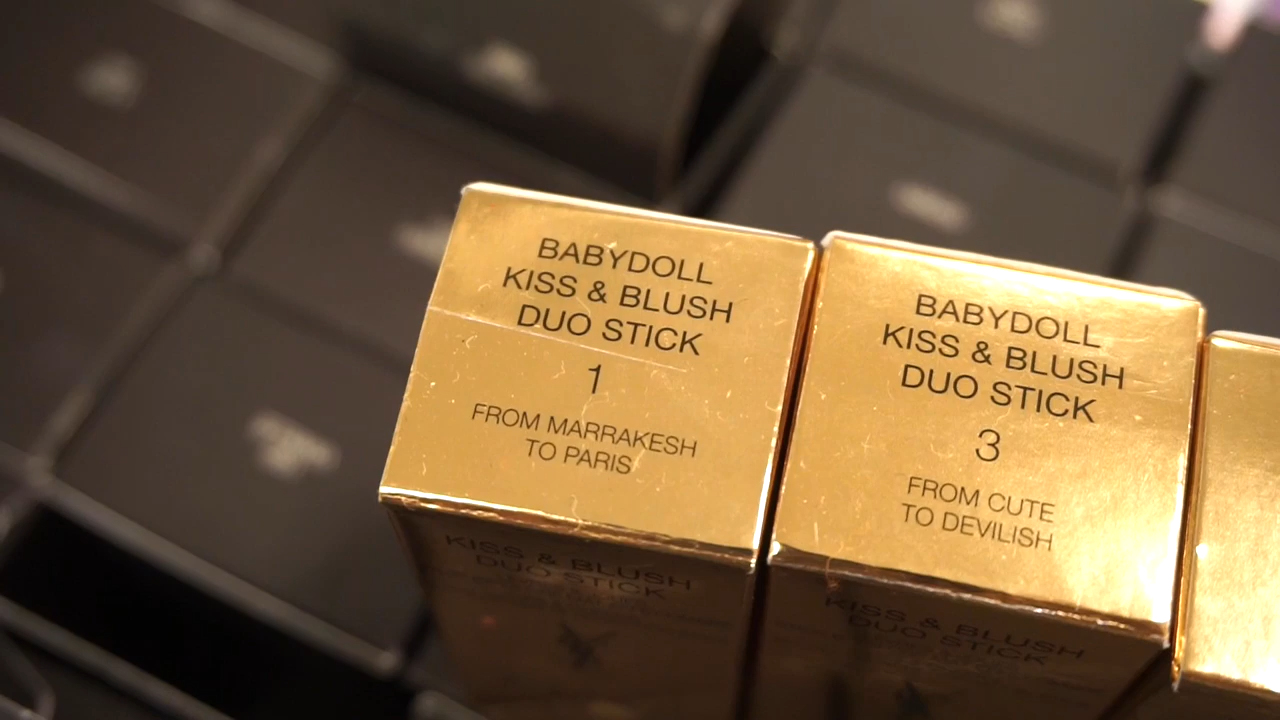 BABYDOLL
KISS & BLUSH
DUO STICK
1
FROM MARRAKESH
TO PARIS
KISS & BLUSH
DUO STICK
BABYDOLL
KISS & BLUSH
DUO STICK
3
FROM CUTE
TO DEVILISH
KISS & BLUSH
DUO STICK